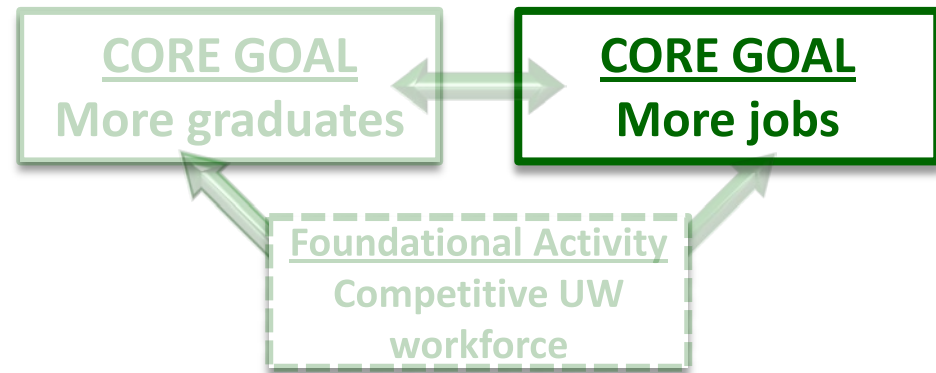 CORE GOAL
More graduates
CORE GOAL
More jobs
Foundational Activity
Competitive UW
workforce